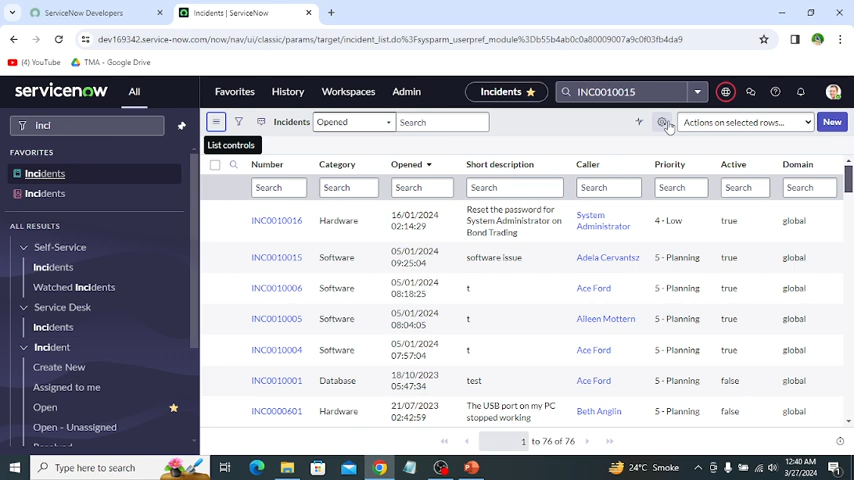 ServiceNow Developers
Incidents | ServiceNow
dev169342.service-now.com/now/nav/ui/classic/params/target/incident_list.do%3Fsysparm_userpref_module%3Db55b4ab0c0a80009007a9c0f03fb4da9
(4) YouTube
TMA - Google Drive
servicenow
All
Favorites
History
Workspaces
Admin
Incidents
INC0010015
inci
FAVORITES
Incidents
Incidents
ALL RESULTS
Self-Service
Incidents
Watched Incidents
Service Desk
Incidents
Incident
Create New
Assigned to me
Open
Open - Unassigned
Resolved
Incidents
Opened
Search
Actions on selected rows...
New
List controls
Number Category Opened Short description Caller Priority Active Domain
Search Search Search Search Search Search Search Search
INC0010016 Hardware 16/01/2024 02:14:29 Reset the password for System Administrator on Bond Trading System Administrator 4 - Low true global
INC0010015 Software 05/01/2024 09:25:04 software issue Adela Cervantsz 5 - Planning true global
INC0010006 Software 05/01/2024 08:18:25 t Ace Ford 5 - Planning true global
INC0010005 Software 05/01/2024 08:04:05 t Aileen Mottern 5 - Planning true global
INC0010004 Software 05/01/2024 07:57:04 t Ace Ford 5 - Planning true global
INC0010001 Database 18/10/2023 05:47:34 test Ace Ford 5 - Planning false global
INC0000601 Hardware 21/07/2023 02:42:59 The USB port on my PC stopped working Beth Anglin 5 - Planning false global
1 to 76 of 76
Type here to search
24°C Smoke
12:40 AM
3/27/2024